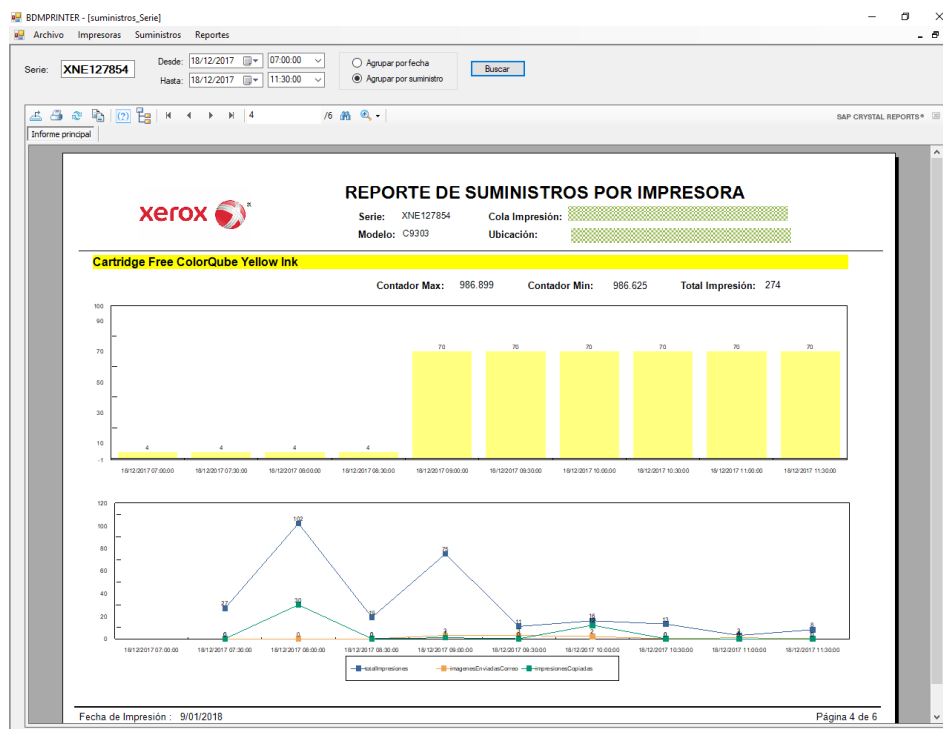 BDMPRINTER - [suministros_Serie]
Archivo Impresoras Suministros Reportes
Serie: XNE127854
Desde: 18/12/2017 07:00:00
Hasta: 18/12/2017 11:30:00
Agrupar por fecha
Agrupar por suministro
Buscar
4 /6
SAP CRYSTAL REPORTS®
Informe principal
xerox
REPORTE DE SUMINISTROS POR IMPRESORA
Serie: XNE127854 Cola Impresión:
Modelo: C9303 Ubicación:
Cartridge Free ColorQube Yellow Ink
Contador Max: 986.899 Contador Min: 986.625 Total Impresión: 274
100
90
70
50
30
10
-1
4 4 4 4 70 70 70 70 70 70
18/12/2017 07:00:00 18/12/2017 07:30:00 18/12/2017 08:00:00 18/12/2017 08:30:00 18/12/2017 09:00:00 18/12/2017 09:30:00 18/12/2017 10:00:00 18/12/2017 10:30:00 18/12/2017 11:00:00 18/12/2017 11:30:00
120
100
80
60
40
20
0
102
30
11
13
18/12/2017 07:00:00 18/12/2017 07:30:00 18/12/2017 08:00:00 18/12/2017 08:30:00 18/12/2017 09:00:00 18/12/2017 09:30:00 18/12/2017 10:00:00 18/12/2017 10:30:00 18/12/2017 11:00:00 18/12/2017 11:30:00
totalImpresiones imagenesEnviadasCorreo impresionesCopiadas
Fecha de Impresión : 9/01/2018 Página 4 de 6